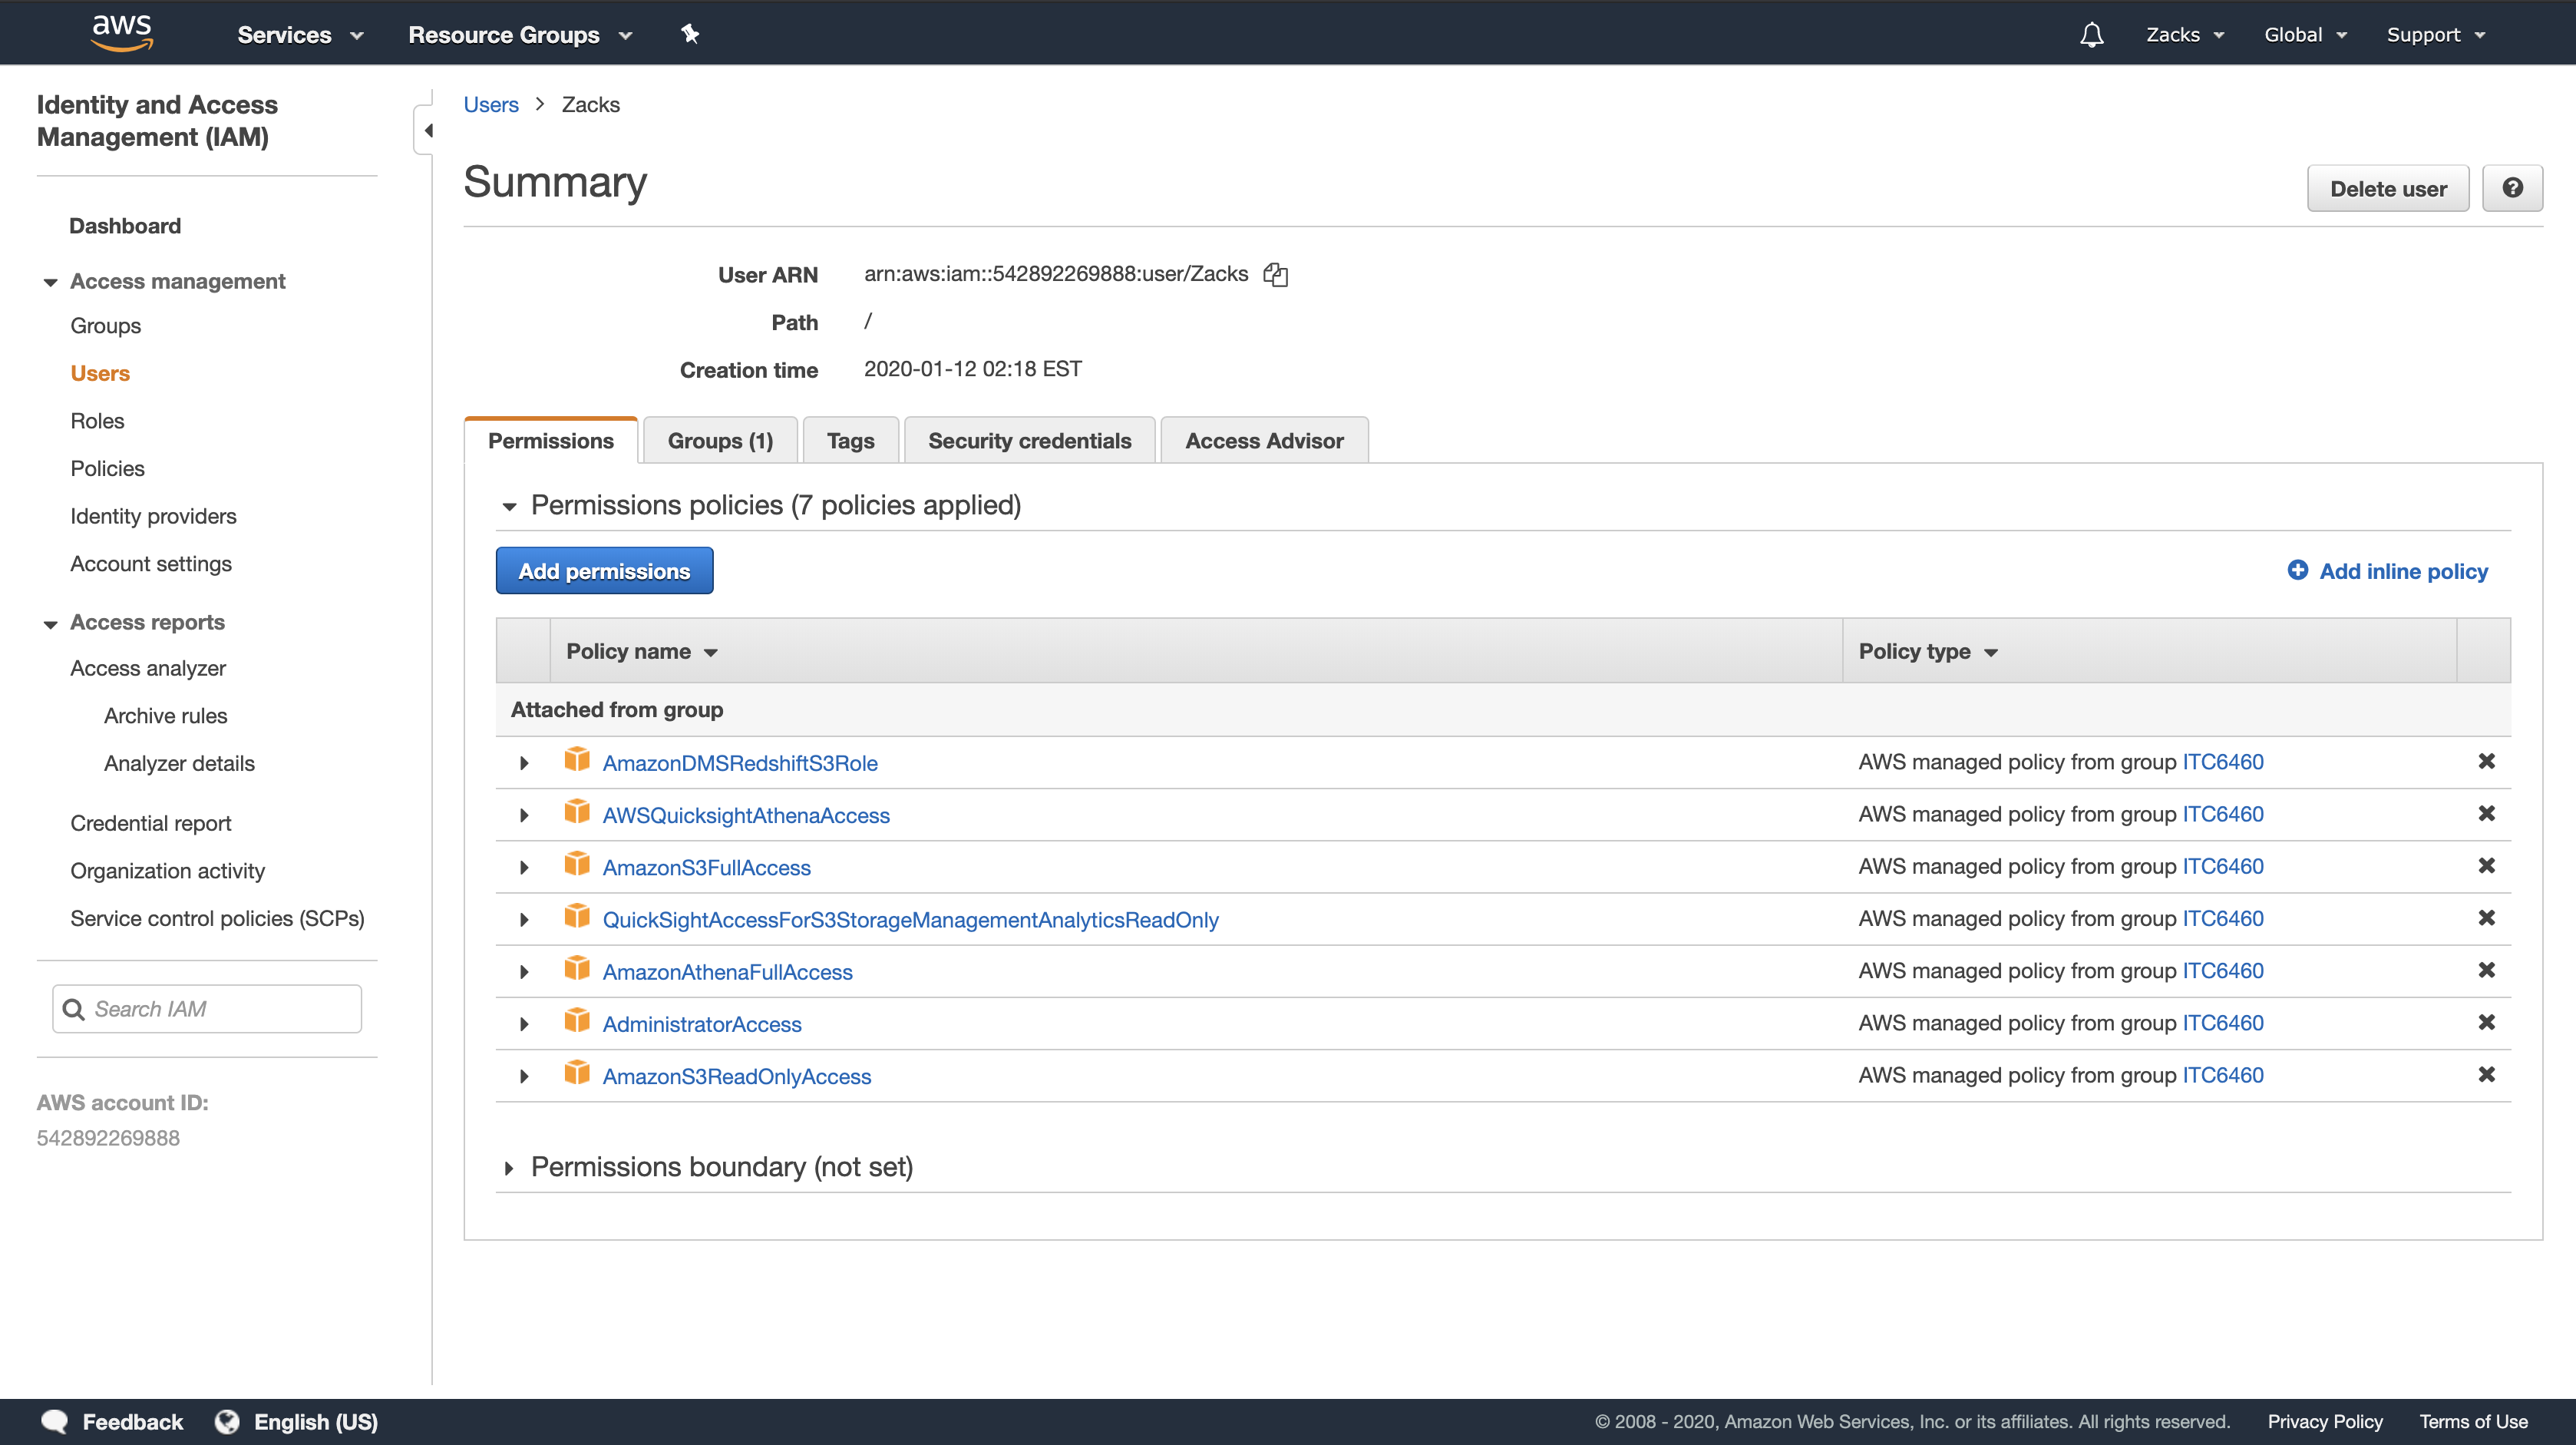 aws Services Resource Groups Zacks Global Support
Identity and Access
Management (IAM)
Dashboard
Access management
Groups
Users
Roles
Policies
Identity providers
Account settings
Access reports
Access analyzer
Archive rules
Analyzer details
Credential report
Organization activity
Service control policies (SCPs)
Search IAM
AWS account ID:
542892269888
Users > Zacks
Summary
Delete user
User ARN arn:aws:iam::542892269888:user/Zacks
Path /
Creation time 2020-01-12 02:18 EST
Permissions Groups (1) Tags Security credentials Access Advisor
Permissions policies (7 policies applied)
Add permissions Add inline policy
Policy name Policy type
Attached from group
AmazonDMSRedshiftS3Role AWS managed policy from group ITC6460
AWSQuicksightAthenaAccess AWS managed policy from group ITC6460
AmazonS3FullAccess AWS managed policy from group ITC6460
QuickSightAccessForS3StorageManagementAnalyticsReadOnly AWS managed policy from group ITC6460
AmazonAthenaFullAccess AWS managed policy from group ITC6460
AdministratorAccess AWS managed policy from group ITC6460
AmazonS3ReadOnlyAccess AWS managed policy from group ITC6460
Permissions boundary (not set)
Feedback English (US) © 2008 - 2020, Amazon Web Services, Inc. or its affiliates. All rights reserved. Privacy Policy Terms of Use